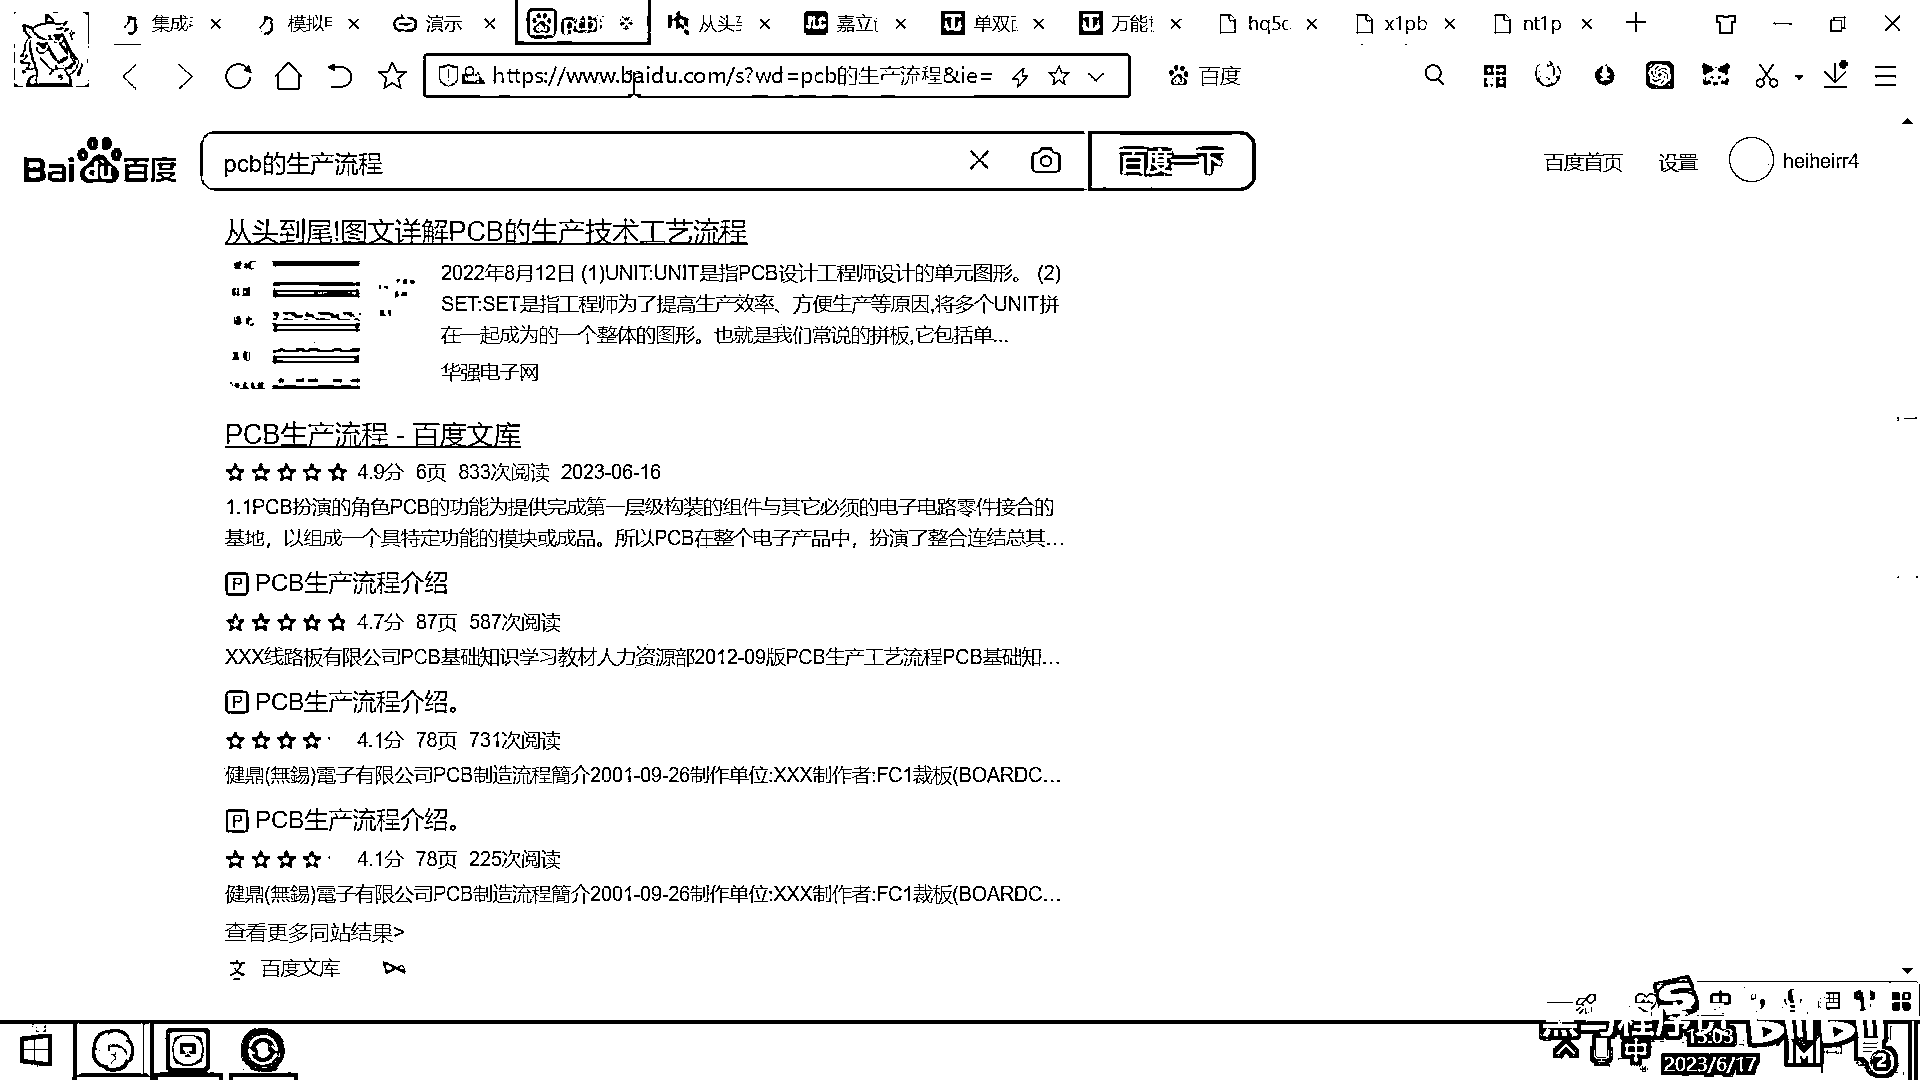 集成
模拟
演示
pcb
从头
嘉立
单双
万能
hq5c
x1pb
nt1p
https://www.baidu.com/s?wd=pcb的生产流程&ie=
百度
Bai du 百度
pcb的生产流程
百度一下
百度首页
设置
heiheirr4
从头到尾!图文详解PCB的生产技术工艺流程
2022年8月12日 (1)UNIT:UNIT是指PCB设计工程师设计的单元图形。 (2)
SET:SET是指工程师为了提高生产效率、方便生产等原因,将多个UNIT拼
在一起成为的一个整体的图形。也就是我们常说的拼板,它包括单...
华强电子网
PCB生产流程 - 百度文库
4.9分 6页 833次阅读 2023-06-16
1.1PCB扮演的角色PCB的功能为提供完成第一层级构装的组件与其它必须的电子电路零件接合的
基地，以组成一个具特定功能的模块或成品。所以PCB在整个电子产品中，扮演了整合连结总其...
P PCB生产流程介绍
4.7分 87页 587次阅读
XXX线路板有限公司PCB基础知识学习教材人力资源部2012-09版PCB生产工艺流程PCB基础知...
P PCB生产流程介绍。
4.1分 78页 731次阅读
健鼎(無錫)電子有限公司PCB制造流程簡介2001-09-26制作单位:XXX制作者:FC1裁板(BOARDC...
P PCB生产流程介绍。
4.1分 78页 225次阅读
健鼎(無錫)電子有限公司PCB制造流程簡介2001-09-26制作单位:XXX制作者:FC1裁板(BOARDC...
查看更多同站结果>
百度文库
中
15:03
中
2023/6/17
2